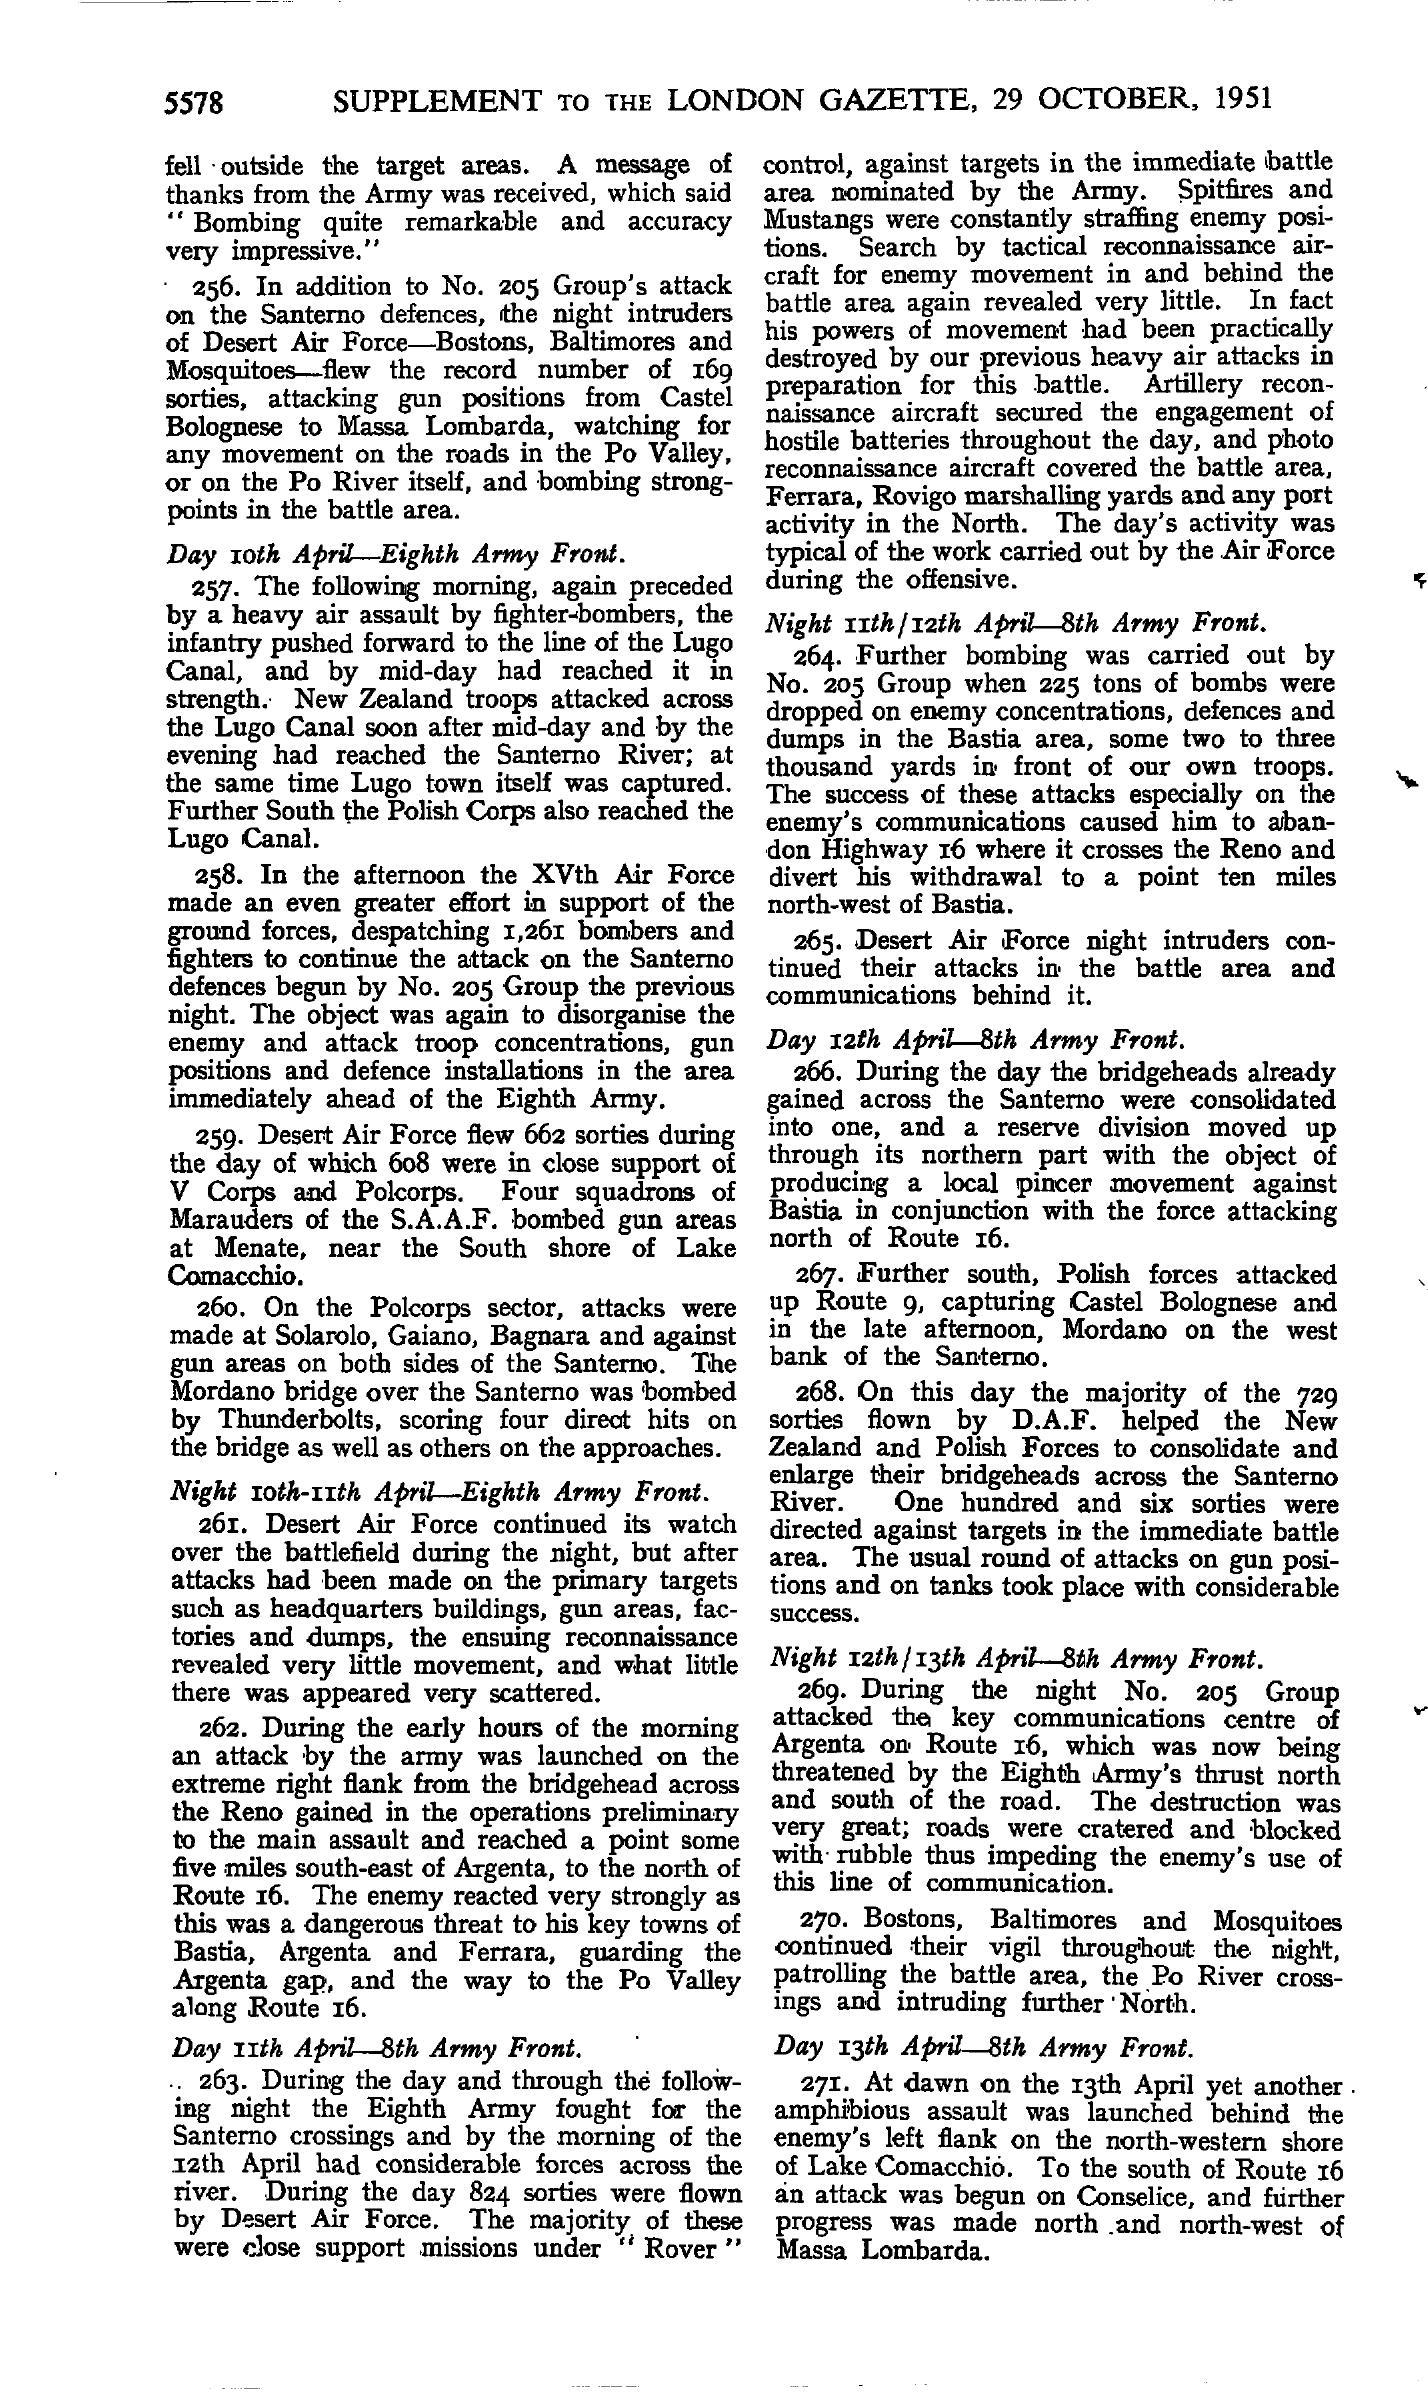 5578 SUPPLEMENT TO THE LONDON GAZETTE, 29 OCTOBER, 1951
fell outside the target areas. A message of
thanks from the Army was received, which said
" Bombing quite remarkable and accuracy
very impressive."
256. In addition to No. 205 Group's attack
on the Santerno defences, the night intruders
of Desert Air Force—Bostons, Baltimores and
Mosquitoes—flew the record number of 169
sorties, attacking gun positions from Castel
Bolognese to Massa Lombarda, watching for
any movement on the roads in the Po Valley,
or on the Po River itself, and bombing strong-
points in the battle area.
Day 10th April—Eighth Army Front.
257. The following morning, again preceded
by a heavy air assault by fighter-bombers, the
infantry pushed forward to the line of the Lugo
Canal, and by mid-day had reached it in
strength. New Zealand troops attacked across
the Lugo Canal soon after mid-day and by the
evening had reached the Santerno River; at
the same time Lugo town itself was captured.
Further South the Polish Corps also reached the
Lugo Canal.
258. In the afternoon the XVth Air Force
made an even greater effort in support of the
ground forces, despatching 1,261 bombers and
fighters to continue the attack on the Santerno
defences begun by No. 205 Group the previous
night. The object was again to disorganise the
enemy and attack troop concentrations, gun
positions and defence installations in the area
immediately ahead of the Eighth Army.
259. Desert Air Force flew 662 sorties during
the day of which 608 were in close support of
V Corps and Polcorps. Four squadrons of
Marauders of the S.A.A.F. bombed gun areas
at Menate, near the South shore of Lake
Comacchio.
260. On the Polcorps sector, attacks were
made at Solarolo, Gaiano, Bagnara and against
gun areas on both sides of the Santerno. The
Mordano bridge over the Santerno was bombed
by Thunderbolts, scoring four direct hits on
the bridge as well as others on the approaches.
Night 10th-11th April—Eighth Army Front.
261. Desert Air Force continued its watch
over the battlefield during the night, but after
attacks had been made on the primary targets
such as headquarters buildings, gun areas, fac-
tories and dumps, the ensuing reconnaissance
revealed very little movement, and what little
there was appeared very scattered.
262. During the early hours of the morning
an attack by the army was launched on the
extreme right flank from the bridgehead across
the Reno gained in the operations preliminary
to the main assault and reached a point some
five miles south-east of Argenta, to the north of
Route 16. The enemy reacted very strongly as
this was a dangerous threat to his key towns of
Bastia, Argenta and Ferrara, guarding the
Argenta gap, and the way to the Po Valley
along Route 16.
Day 11th April—8th Army Front.
263. During the day and through the follow-
ing night the Eighth Army fought for the
Santerno crossings and by the morning of the
12th April had considerable forces across the
river. During the day 824 sorties were flown
by Desert Air Force. The majority of these
were close support missions under " Rover "
control, against targets in the immediate battle
area nominated by the Army. Spitfires and
Mustangs were constantly straffing enemy posi-
tions. Search by tactical reconnaissance air-
craft for enemy movement in and behind the
battle area again revealed very little. In fact
his powers of movement had been practically
destroyed by our previous heavy air attacks in
preparation for this battle. Artillery recon-
naissance aircraft secured the engagement of
hostile batteries throughout the day, and photo
reconnaissance aircraft covered the battle area,
Ferrara, Rovigo marshalling yards and any port
activity in the North. The day's activity was
typical of the work carried out by the Air Force
during the offensive.
Night 11th/12th April—8th Army Front.
264. Further bombing was carried out by
No. 205 Group when 225 tons of bombs were
dropped on enemy concentrations, defences and
dumps in the Bastia area, some two to three
thousand yards in front of our own troops.
The success of these attacks especially on the
enemy's communications caused him to aban-
don Highway 16 where it crosses the Reno and
divert his withdrawal to a point ten miles
north-west of Bastia.
265. Desert Air Force night intruders con-
tinued their attacks in the battle area and
communications behind it.
Day 12th April—8th Army Front.
266. During the day the bridgeheads already
gained across the Santerno were consolidated
into one, and a reserve division moved up
through its northern part with the object of
producing a local pincer movement against
Bastia in conjunction with the force attacking
north of Route 16.
267. Further south, Polish forces attacked
up Route 9, capturing Castel Bolognese and
in the late afternoon, Mordano on the west
bank of the Santerno.
268. On this day the majority of the 729
sorties flown by D.A.F. helped the New
Zealand and Polish Forces to consolidate and
enlarge their bridgeheads across the Santerno
River. One hundred and six sorties were
directed against targets in the immediate battle
area. The usual round of attacks on gun posi-
tions and on tanks took place with considerable
success.
Night 12th/13th April—8th Army Front.
269. During the night No. 205 Group
attacked the key communications centre of
Argenta on Route 16, which was now being
threatened by the Eighth Army's thrust north
and south of the road. The destruction was
very great; roads were cratered and blocked
with rubble thus impeding the enemy's use of
this line of communication.
270. Bostons, Baltimores and Mosquitoes
continued their vigil throughout the night,
patrolling the battle area, the Po River cross-
ings and intruding further North.
Day 13th April—8th Army Front.
271. At dawn on the 13th April yet another
amphibious assault was launched behind the
enemy's left flank on the north-western shore
of Lake Comacchio. To the south of Route 16
an attack was begun on Conselice, and further
progress was made north and north-west of
Massa Lombarda.